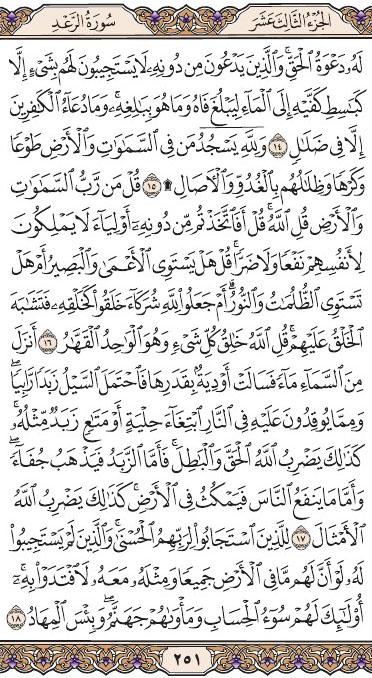 سُورَةُ الرَّعْدِ الجُزْءُ الثَّالِثَ عَشَرَ
لَهُۥ دَعْوَةُ ٱلْحَقِّۖ وَٱلَّذِينَ يَدْعُونَ مِن دُونِهِۦ لَا يَسْتَجِيبُونَ لَهُم بِشَىْءٍ إِلَّا
كَبَٰسِطِ كَفَّيْهِ إِلَى ٱلْمَآءِ لِيَبْلُغَ فَاهُ وَمَا هُوَ بِبَٰلِغِهِۦۚ وَمَا دُعَآءُ ٱلْكَٰفِرِينَ
إِلَّا فِى ضَلَٰلٍ ١٤ وَلِلَّهِ يَسْجُدُ مَن فِى ٱلسَّمَٰوَٰتِ وَٱلْأَرْضِ طَوْعًا
وَكَرْهًا وَظِلَٰلُهُم بِٱلْغُدُوِّ وَٱلْءَاصَالِ ۩ ١٥ قُلْ مَن رَّبُّ ٱلسَّمَٰوَٰتِ
وَٱلْأَرْضِ قُلِ ٱللَّهُۚ قُلْ أَفَٱتَّخَذْتُم مِّن دُونِهِۦٓ أَوْلِيَآءَ لَا يَمْلِكُونَ
لِأَنفُسِهِمْ نَفْعًا وَلَا ضَرًّاۚ قُلْ هَلْ يَسْتَوِى ٱلْأَعْمَىٰ وَٱلْبَصِيرُ أَمْ هَلْ
تَسْتَوِى ٱلظُّلُمَٰتُ وَٱلنُّورُۗ أَمْ جَعَلُوا۟ لِلَّهِ شُرَكَآءَ خَلَقُوا۟ كَخَلْقِهِۦ فَتَشَٰبَهَ
ٱلْخَلْقُ عَلَيْهِمْۚ قُلِ ٱللَّهُ خَٰلِقُ كُلِّ شَىْءٍ وَهُوَ ٱلْوَٰحِدُ ٱلْقَهَّٰرُ ١٦ أَنزَلَ
مِنَ ٱلسَّمَآءِ مَآءً فَسَالَتْ أَوْدِيَةٌۢ بِقَدَرِهَا فَٱحْتَمَلَ ٱلسَّيْلُ زَبَدًا رَّابِيًاۚ
وَمِمَّا يُوقِدُونَ عَلَيْهِ فِى ٱلنَّارِ ٱبْتِغَآءَ حِلْيَةٍ أَوْ مَتَٰعٍ زَبَدٌ مِّثْلُهُۥۚ
كَذَٰلِكَ يَضْرِبُ ٱللَّهُ ٱلْحَقَّ وَٱلْبَٰطِلَۚ فَأَمَّا ٱلزَّبَدُ فَيَذْهَبُ جُفَآءًۖ
وَأَمَّا مَا يَنفَعُ ٱلنَّاسَ فَيَمْكُثُ فِى ٱلْأَرْضِۚ كَذَٰلِكَ يَضْرِبُ ٱللَّهُ
ٱلْأَمْثَالَ ١٧ لِلَّذِينَ ٱسْتَجَابُوا۟ لِرَبِّهِمُ ٱلْحُسْنَىٰۚ وَٱلَّذِينَ لَمْ يَسْتَجِيبُوا۟
لَهُۥ لَوْ أَنَّ لَهُم مَّا فِى ٱلْأَرْضِ جَمِيعًا وَمِثْلَهُۥ مَعَهُۥ لَٱفْتَدَوْا۟ بِهِۦٓۚ
أُو۟لَٰٓئِكَ لَهُمْ سُوٓءُ ٱلْحِسَابِ وَمَأْوَىٰهُمْ جَهَنَّمُۖ وَبِئْسَ ٱلْمِهَادُ ١٨
٢٥١